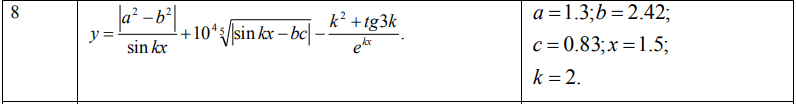 8
y = |a² − b²| / sin kx + 10⁴ ⁵√|sin kx − bc| − (k² + tg3k) / eᵏˣ.
a = 1.3; b = 2.42;
c = 0.83; x = 1.5;
k = 2.